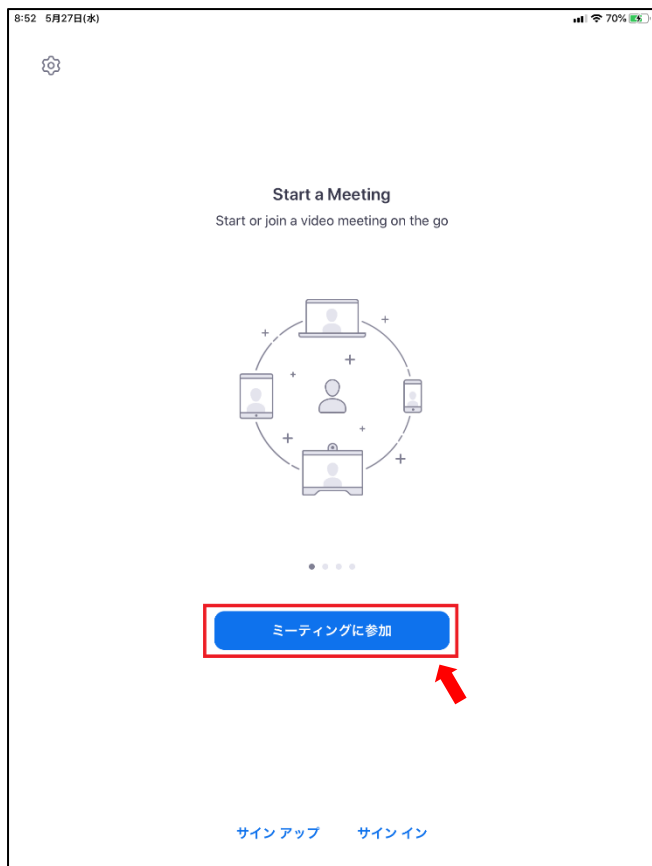 8:52 5月27日(水) 70%
Start a Meeting
Start or join a video meeting on the go
ミーティングに参加
サイン アップ サイン イン